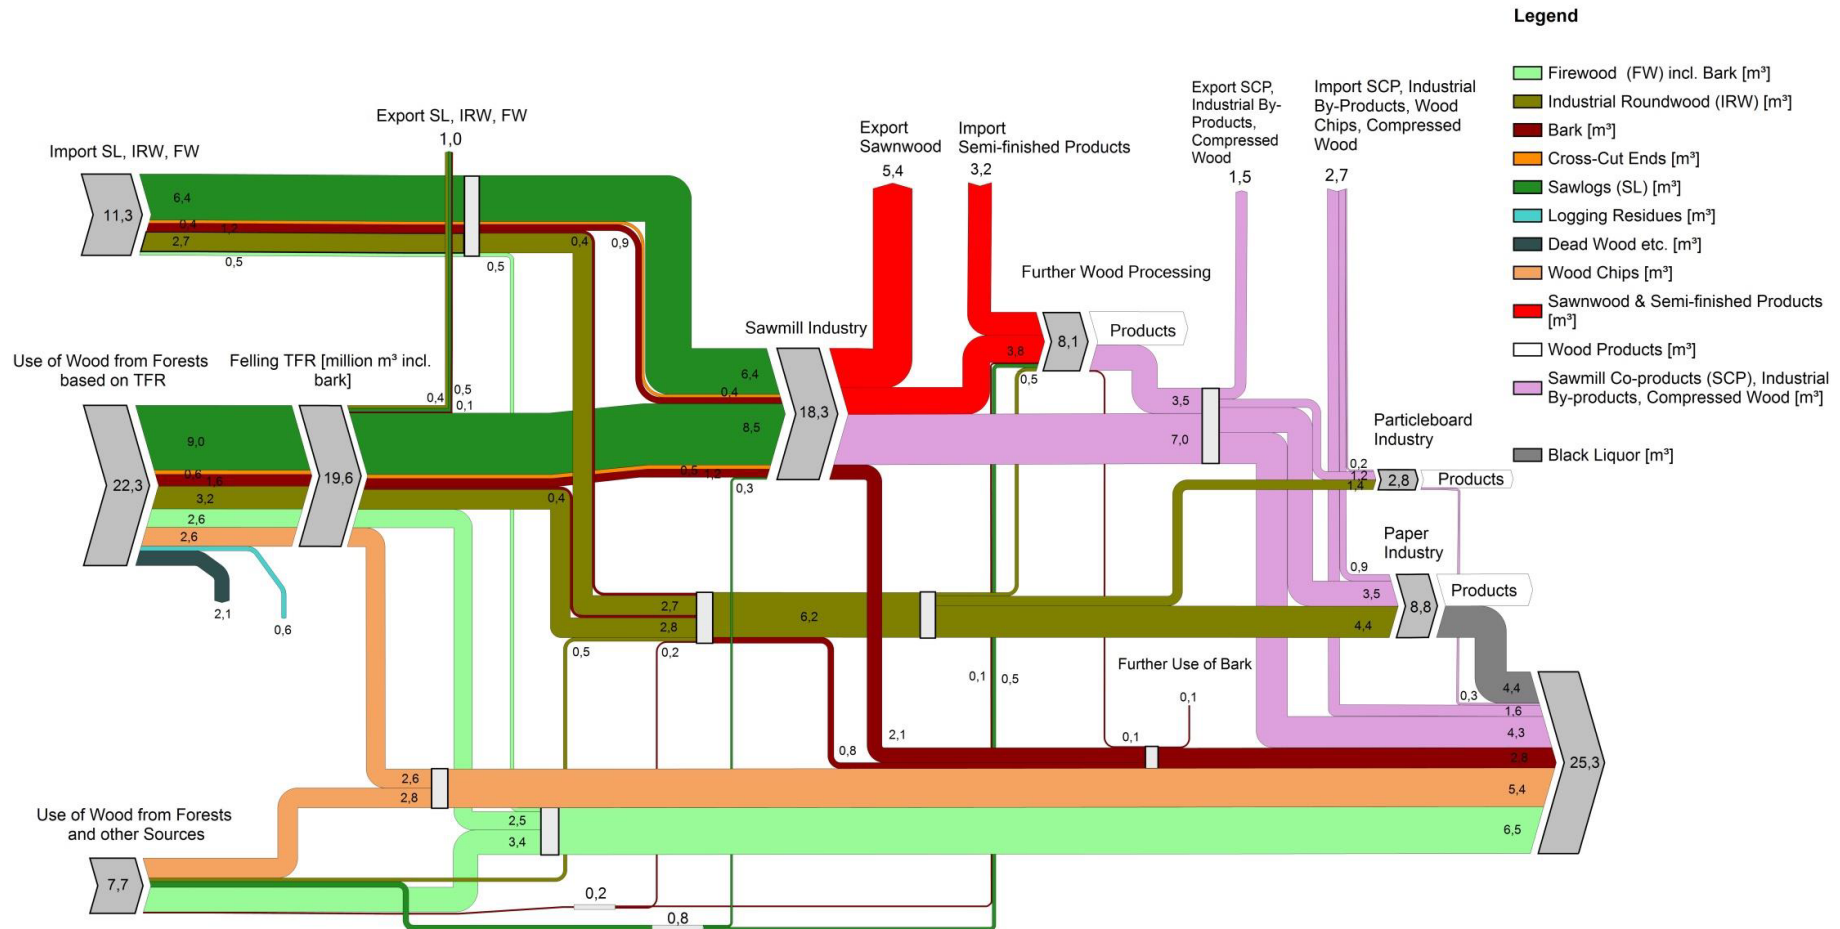 Legend
Firewood (FW) incl. Bark [m³]
Industrial Roundwood (IRW) [m³]
Bark [m³]
Cross-Cut Ends [m³]
Sawlogs (SL) [m³]
Logging Residues [m³]
Dead Wood etc. [m³]
Wood Chips [m³]
Sawnwood & Semi-finished Products
[m³]
Wood Products [m³]
Sawmill Co-products (SCP), Industrial
By-products, Compressed Wood [m³]
Black Liquor [m³]
Import SL, IRW, FW
11,3
6,4
0,4
1,2
2,7
0,5
Export SL, IRW, FW
1,0
0,4
0,5
0,1
0,5
0,4
0,9
Use of Wood from Forests
based on TFR
22,3
9,0
0,6
1,6
3,2
2,6
2,6
2,1
0,6
Felling TFR [million m³ incl.
bark]
19,6
0,4
Sawmill Industry
6,4
0,4
8,5
0,5
1,2
0,3
18,3
Export
Sawnwood
5,4
Import
Semi-finished Products
3,2
3,8
0,5
Further Wood Processing
8,1
Products
Export SCP,
Industrial By-
Products,
Compressed
Wood
1,5
Import SCP, Industrial
By-Products, Wood
Chips, Compressed
Wood
2,7
3,5
7,0
Particleboard
Industry
0,2
1,2
1,4
2,8
Products
Paper
Industry
0,9
3,5
4,4
8,8
Products
2,7
2,8
6,2
0,5
0,2
0,1
0,5
Further Use of Bark
0,1
0,1
2,1
0,8
0,3
4,4
1,6
4,3
2,8
5,4
6,5
25,3
2,6
2,8
2,5
3,4
Use of Wood from Forests
and other Sources
7,7
0,2
0,8